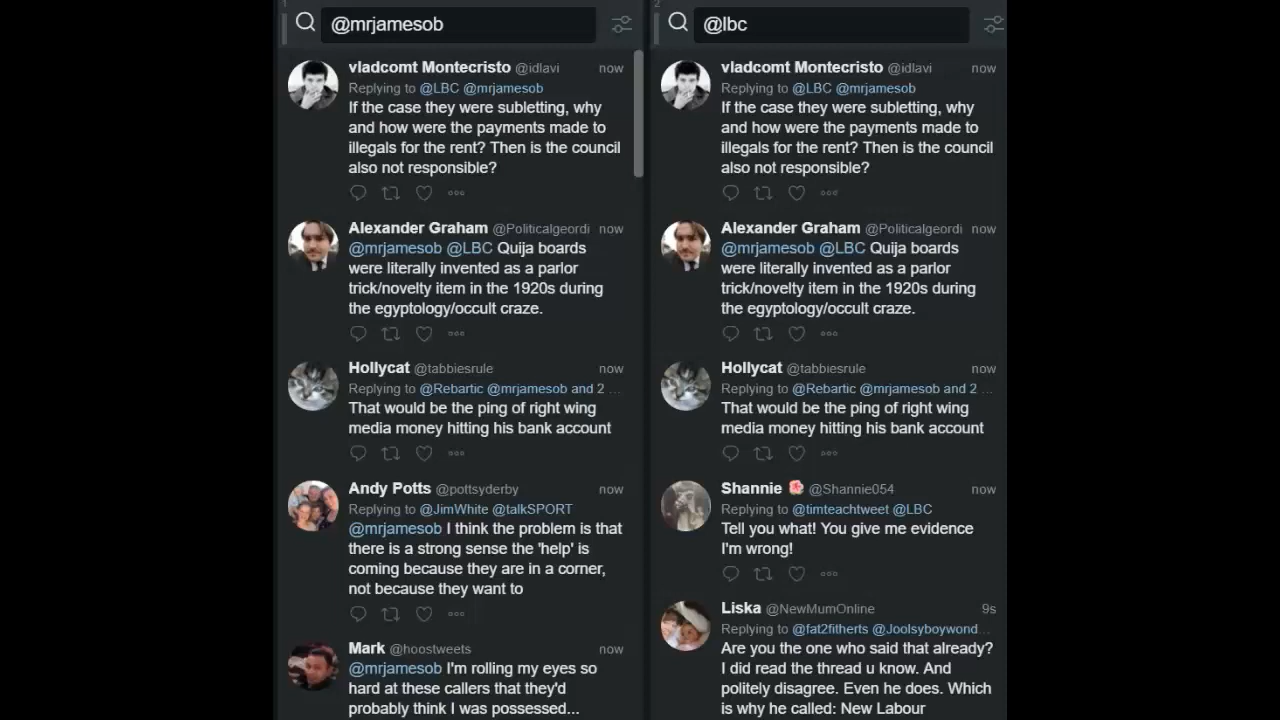 1
@mrjamesob
vladcomt Montecristo @idlavi now
Replying to @LBC @mrjamesob
If the case they were subletting, why
and how were the payments made to
illegals for the rent? Then is the council
also not responsible?
Alexander Graham @Politicalgeordi now
@mrjamesob @LBC Quija boards
were literally invented as a parlor
trick/novelty item in the 1920s during
the egyptology/occult craze.
Hollycat @tabbiesrule now
Replying to @Rebartic @mrjamesob and 2 ...
That would be the ping of right wing
media money hitting his bank account
Andy Potts @pottsyderby now
Replying to @JimWhite @talkSPORT
@mrjamesob I think the problem is that
there is a strong sense the 'help' is
coming because they are in a corner,
not because they want to
Mark @hoostweets now
@mrjamesob I'm rolling my eyes so
hard at these callers that they'd
probably think I was possessed...
2
@lbc
vladcomt Montecristo @idlavi now
Replying to @LBC @mrjamesob
If the case they were subletting, why
and how were the payments made to
illegals for the rent? Then is the council
also not responsible?
Alexander Graham @Politicalgeordi now
@mrjamesob @LBC Quija boards
were literally invented as a parlor
trick/novelty item in the 1920s during
the egyptology/occult craze.
Hollycat @tabbiesrule now
Replying to @Rebartic @mrjamesob and 2 ...
That would be the ping of right wing
media money hitting his bank account
Shannie @Shannie054 now
Replying to @timteachtweet @LBC
Tell you what! You give me evidence
I'm wrong!
Liska @NewMumOnline 9s
Replying to @fat2fitherts @Joolsyboywond...
Are you the one who said that already?
I did read the thread u know. And
politely disagree. Even he does. Which
is why he called: New Labour